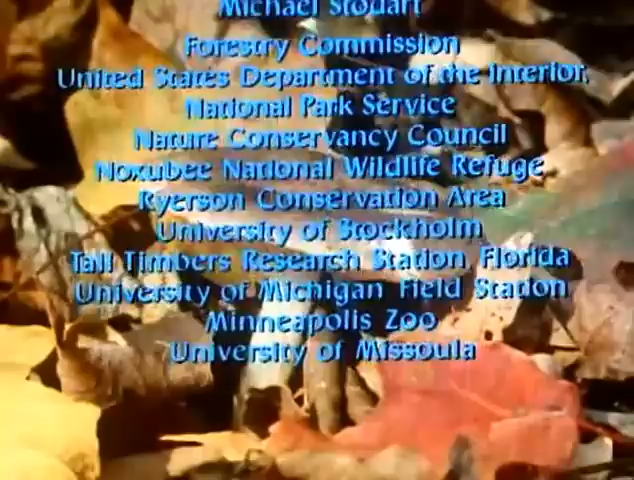 Michael Stodart
Forestry Commission
United States Department of the Interior,
National Park Service
Nature Conservancy Council
Noxubee National Wildlife Refuge
Ryerson Conservation Area
University of Stockholm
Tall Timbers Research Station Florida
University of Michigan Field Station
Minneapolis Zoo
University of Missoula